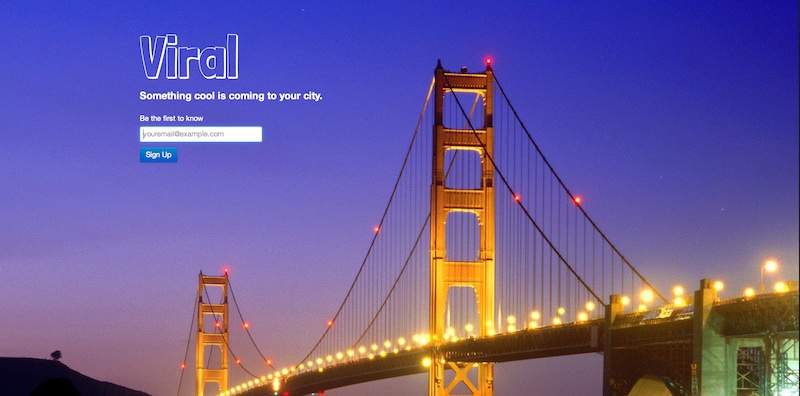 Viral
Something cool is coming to your city.
Be the first to know
youremail@example.com
Sign Up